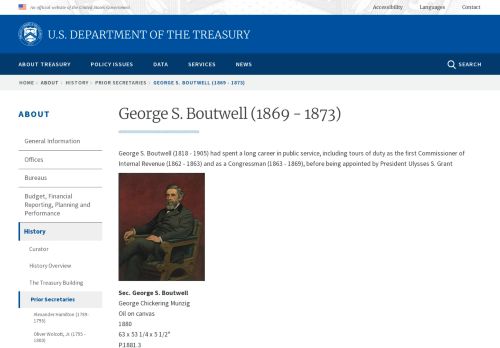 An official website of the United States Government
Accessibility Languages Contact
U.S. DEPARTMENT OF THE TREASURY
ABOUT TREASURY POLICY ISSUES DATA SERVICES NEWS SEARCH
HOME › ABOUT › HISTORY › PRIOR SECRETARIES › GEORGE S. BOUTWELL (1869 - 1873)
ABOUT
General Information
Offices
Bureaus
Budget, Financial
Reporting, Planning and
Performance
History
Curator
History Overview
The Treasury Building
Prior Secretaries
Alexander Hamilton (1789 -
1795)
Oliver Wolcott, Jr. (1795 -
1800)
George S. Boutwell (1869 - 1873)
George S. Boutwell (1818 - 1905) had spent a long career in public service, including tours of duty as the first Commissioner of
Internal Revenue (1862 - 1863) and as a Congressman (1863 - 1869), before being appointed by President Ulysses S. Grant
Sec. George S. Boutwell
George Chickering Munzig
Oil on canvas
1880
63 x 53 1/4 x 5 1/2"
P.1881.3